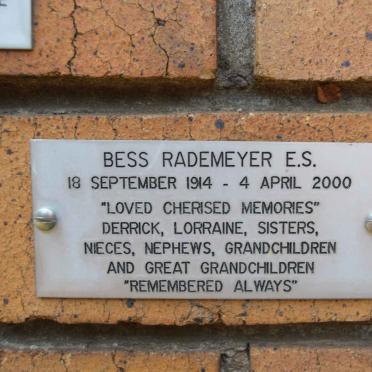 BESS RADEMEYER E.S.
18 SEPTEMBER 1914 - 4 APRIL 2000
"LOVED CHERISED MEMORIES"
DERRICK, LORRAINE, SISTERS,
NIECES, NEPHEWS, GRANDCHILDREN
AND GREAT GRANDCHILDREN
"REMEMBERED ALWAYS"